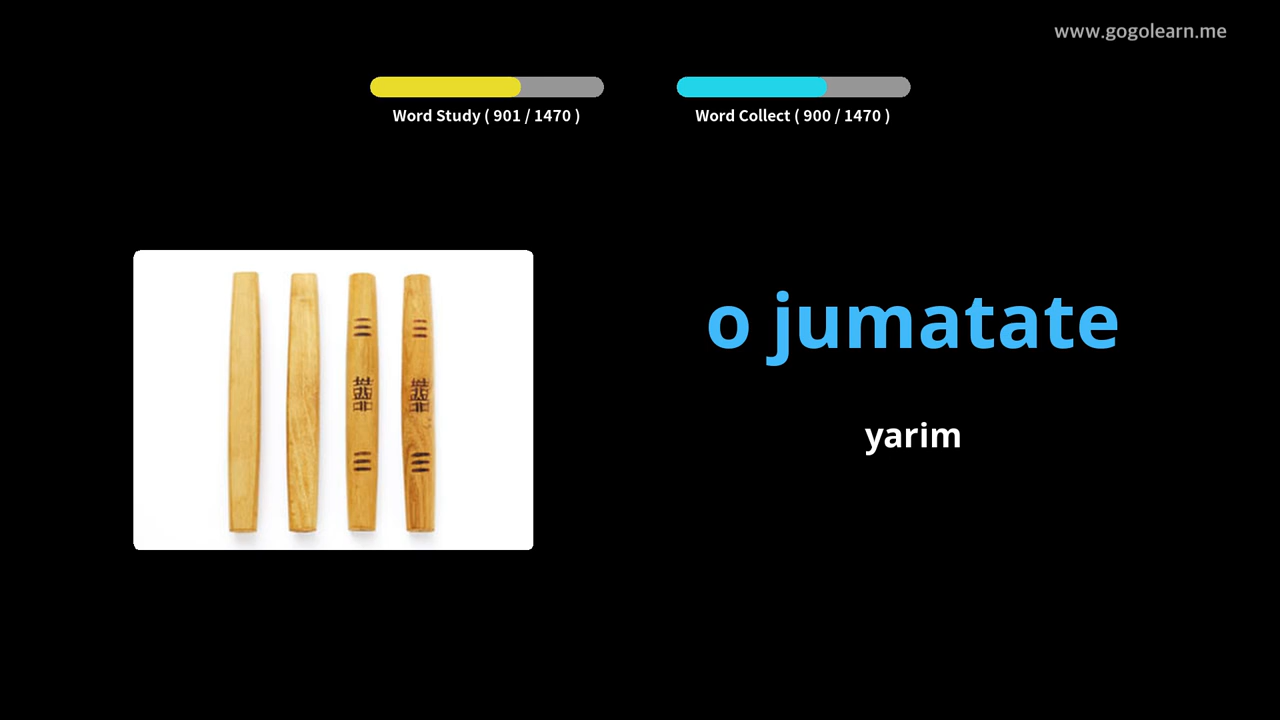 www.gogolearn.me
Word Study ( 901 / 1470 )
Word Collect ( 900 / 1470 )
o jumatate
yarim